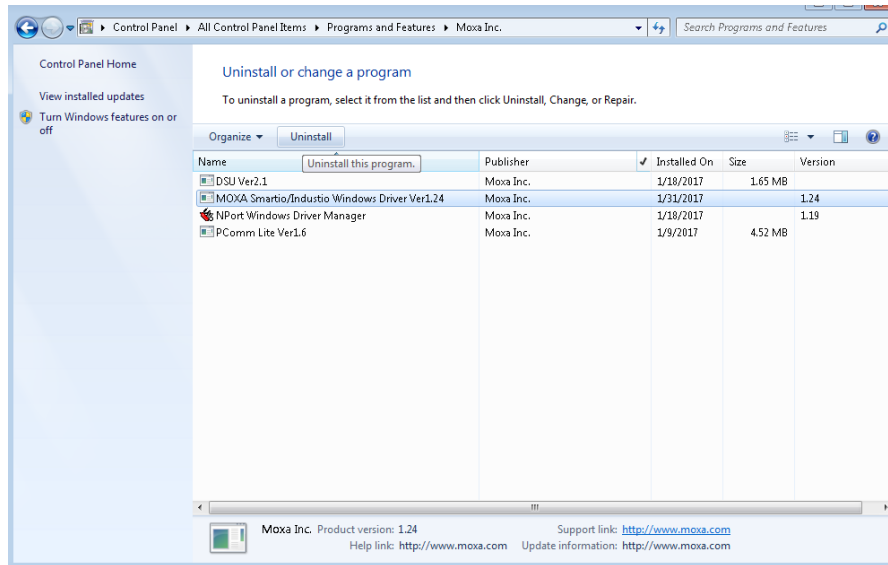 Control Panel ▸ All Control Panel Items ▸ Programs and Features ▸ Moxa Inc.
Search Programs and Features
Control Panel Home
View installed updates
Turn Windows features on or off
Uninstall or change a program
To uninstall a program, select it from the list and then click Uninstall, Change, or Repair.
Organize Uninstall
Uninstall this program.
Name Publisher Installed On Size Version
DSU Ver2.1 Moxa Inc. 1/18/2017 1.65 MB
MOXA Smartio/Industio Windows Driver Ver1.24 Moxa Inc. 1/31/2017 1.24
NPort Windows Driver Manager Moxa Inc. 1/18/2017 1.19
PComm Lite Ver1.6 Moxa Inc. 1/9/2017 4.52 MB
Moxa Inc. Product version: 1.24 Support link: http://www.moxa.com
Help link: http://www.moxa.com Update information: http://www.moxa.com